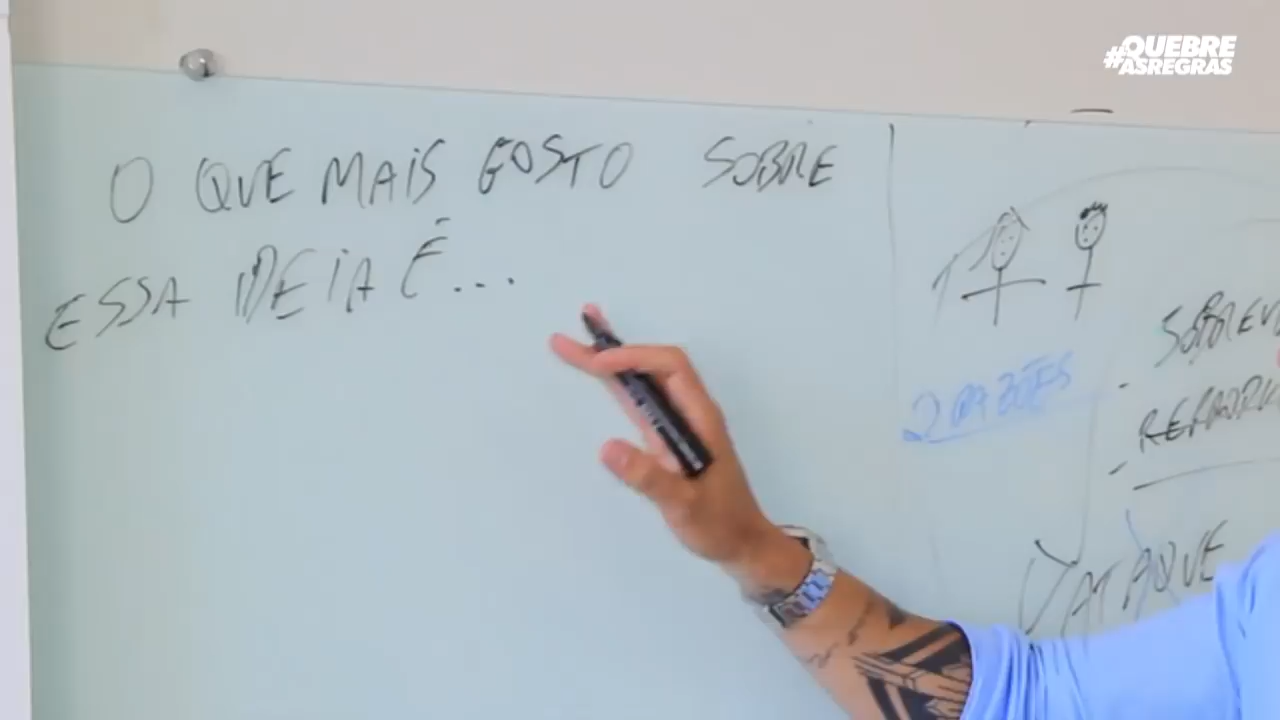 #QUEBRE
ASREGRAS
O QUE MAIS GOSTO SOBRE
ESSA IDEIA É...
2 RAZÕES
ATAQUE